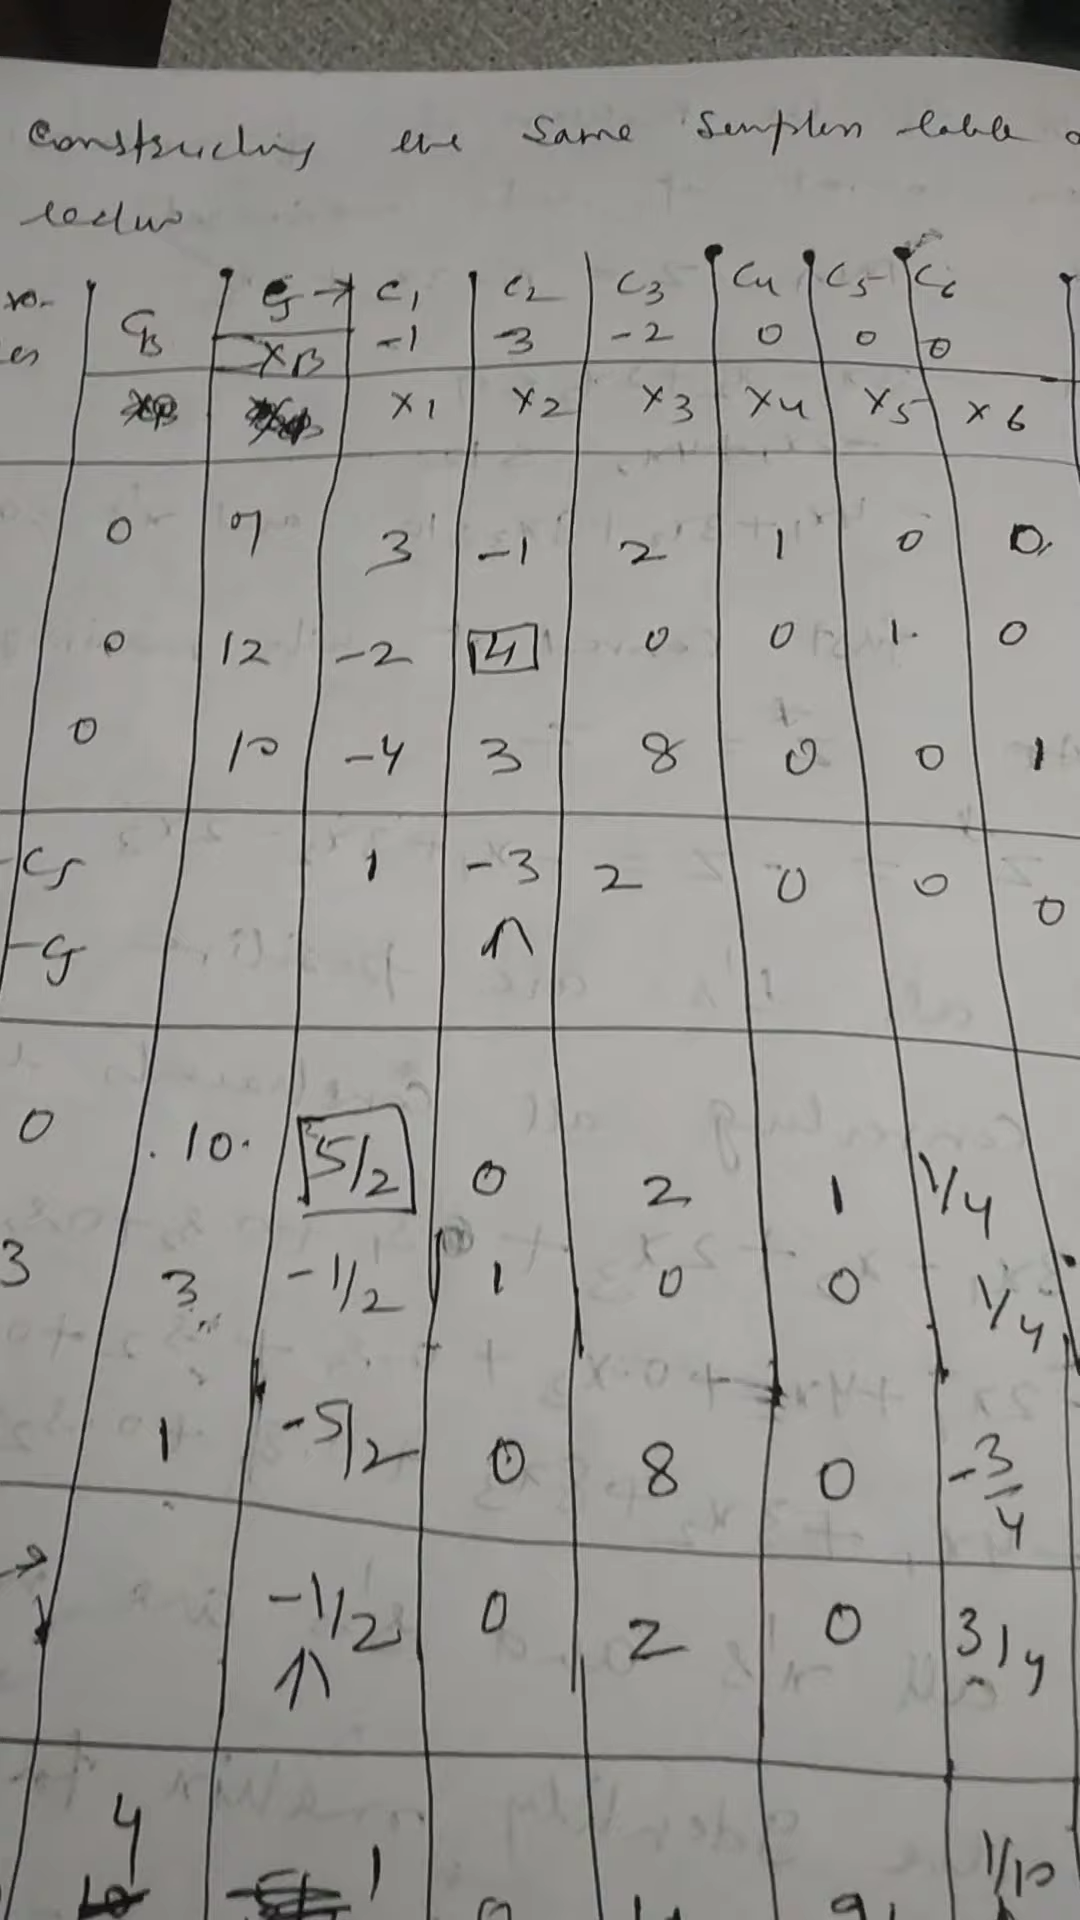 Constructing the same Simplex table
CB Cj → C1 C2 C3 C4 C5 C6
XB -1 3 -2 0 0 0
x1 x2 x3 x4 x5 x6
0 7 3 -1 2 1 0 0
0 12 -2 4 0 0 1 0
0 10 -4 3 8 0 0 1
1 -3 2 0 0 0
↑
0 10 5/2 0 2 1 1/4
3 3 -1/2 1 0 0 1/4
1 -5/2 0 8 0 -3/4
-1/2 0 2 0 3/4
↑
4 1 1/10